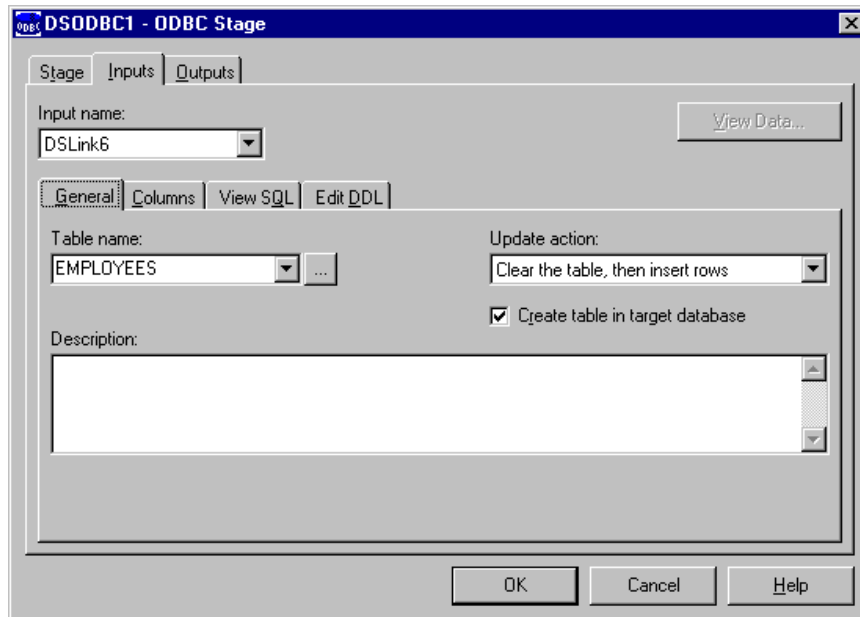 ODBC DSODBC1 - ODBC Stage
Stage Inputs Outputs
Input name:
DSLink6
View Data...
General Columns View SQL Edit DDL
Table name: Update action:
EMPLOYEES ... Clear the table, then insert rows
Create table in target database
Description:
OK Cancel Help